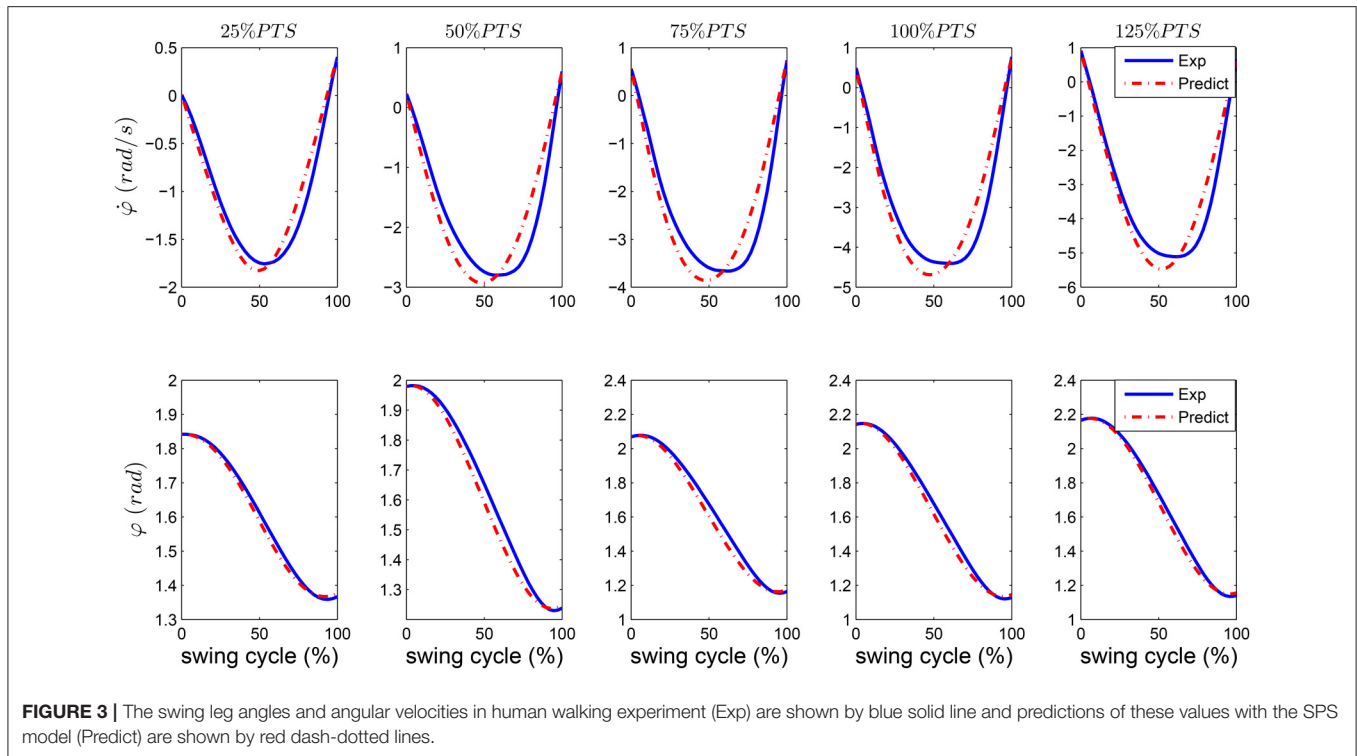 25%PTS 50%PTS 75%PTS 100%PTS 125%PTS
φ̇ (rad/s)
0.5 0 −0.5 −1 −1.5 −2
0 50 100
1 0 −1 −2 −3
0 50 100
1 0 −1 −2 −3 −4
0 50 100
1 0 −1 −2 −3 −4 −5
0 50 100
1 0 −1 −2 −3 −4 −5 −6
0 50 100
Exp
Predict
φ (rad)
2 1.9 1.8 1.7 1.6 1.5 1.4 1.3
0 50 100
2 1.9 1.8 1.7 1.6 1.5 1.4 1.3
0 50 100
2.4 2.2 2 1.8 1.6 1.4 1.2 1
0 50 100
2.4 2.2 2 1.8 1.6 1.4 1.2 1
0 50 100
2.4 2.2 2 1.8 1.6 1.4 1.2 1
0 50 100
Exp
Predict
swing cycle (%) swing cycle (%) swing cycle (%) swing cycle (%) swing cycle (%)
FIGURE 3 | The swing leg angles and angular velocities in human walking experiment (Exp) are shown by blue solid line and predictions of these values with the SPS
model (Predict) are shown by red dash-dotted lines.